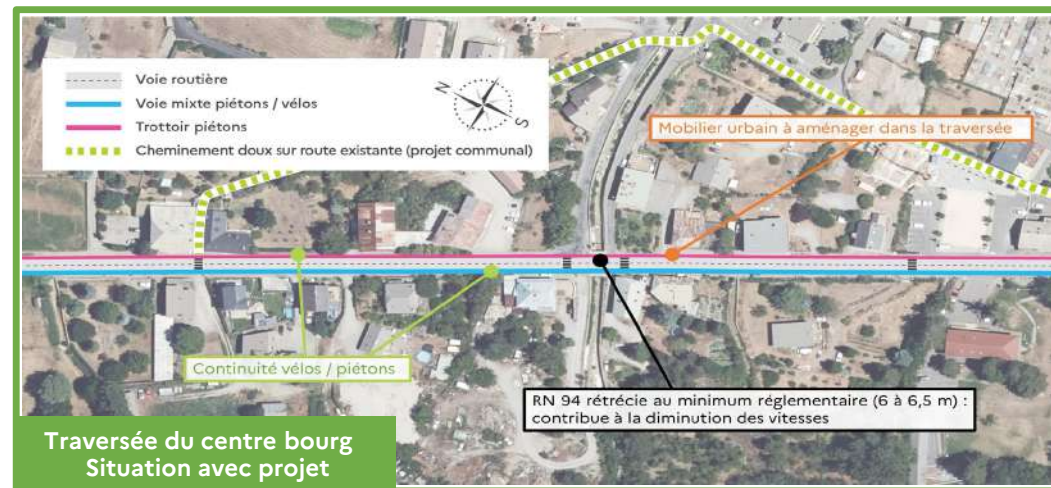 Voie routière
Voie mixte piétons / vélos
Trottoir piétons
Cheminement doux sur route existante (projet communal)
N
S
Mobilier urbain à aménager dans la traversée
Continuité vélos / piétons
RN 94 rétrécie au minimum réglementaire (6 à 6,5 m) :
contribue à la diminution des vitesses
Traversée du centre bourg
Situation avec projet